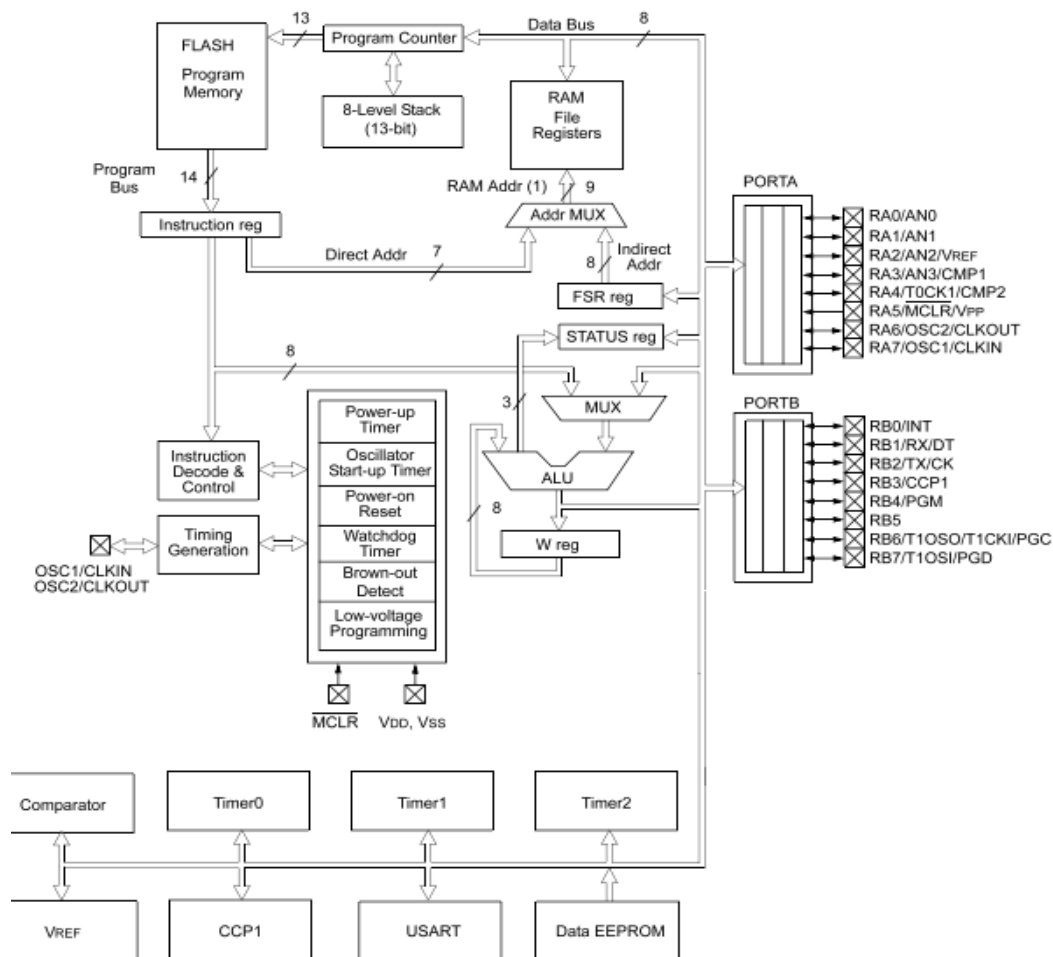 13
Data Bus
8
FLASH
Program
Memory
Program Counter
8-Level Stack
(13-bit)
RAM
File
Registers
Program
Bus
14
RAM Addr (1)
9
Addr MUX
Instruction reg
Direct Addr
7
Indirect
Addr
8
FSR reg
STATUS reg
8
3
MUX
ALU
8
W reg
Power-up
Timer
Oscillator
Start-up Timer
Power-on
Reset
Watchdog
Timer
Brown-out
Detect
Low-voltage
Programming
Instruction
Decode &
Control
Timing
Generation
OSC1/CLKIN
OSC2/CLKOUT
MCLR
VDD, VSS
PORTA
RA0/AN0
RA1/AN1
RA2/AN2/VREF
RA3/AN3/CMP1
RA4/T0CK1/CMP2
RA5/MCLR/VPP
RA6/OSC2/CLKOUT
RA7/OSC1/CLKIN
PORTB
RB0/INT
RB1/RX/DT
RB2/TX/CK
RB3/CCP1
RB4/PGM
RB5
RB6/T1OSO/T1CKI/PGC
RB7/T1OSI/PGD
Comparator
Timer0
Timer1
Timer2
VREF
CCP1
USART
Data EEPROM